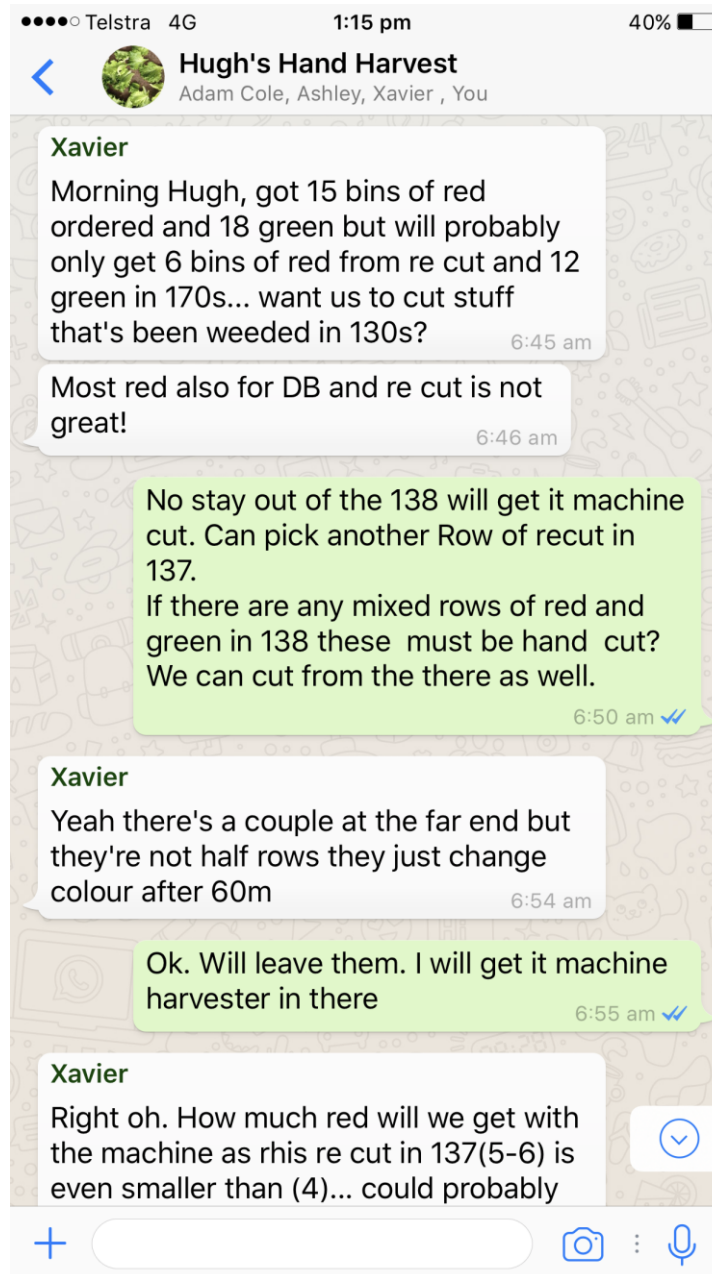 Telstra 4G 1:15 pm 40%
Hugh's Hand Harvest
Adam Cole, Ashley, Xavier , You
Xavier
Morning Hugh, got 15 bins of red
ordered and 18 green but will probably
only get 6 bins of red from re cut and 12
green in 170s... want us to cut stuff
that's been weeded in 130s?
6:45 am
Most red also for DB and re cut is not
great!
6:46 am
No stay out of the 138 will get it machine
cut. Can pick another Row of recut in
137.
If there are any mixed rows of red and
green in 138 these  must be hand  cut?
We can cut from the there as well.
6:50 am
Xavier
Yeah there's a couple at the far end but
they're not half rows they just change
colour after 60m
6:54 am
Ok. Will leave them. I will get it machine
harvester in there
6:55 am
Xavier
Right oh. How much red will we get with
the machine as rhis re cut in 137(5-6) is
even smaller than (4)... could probably